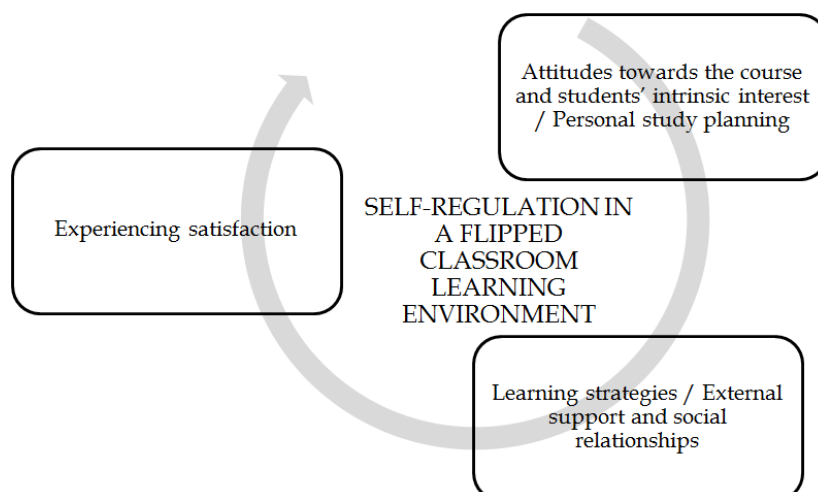 Attitudes towards the course
and students' intrinsic interest
/ Personal study planning
Experiencing satisfaction
SELF-REGULATION IN
A FLIPPED
CLASSROOM
LEARNING
ENVIRONMENT
Learning strategies / External
support and social
relationships